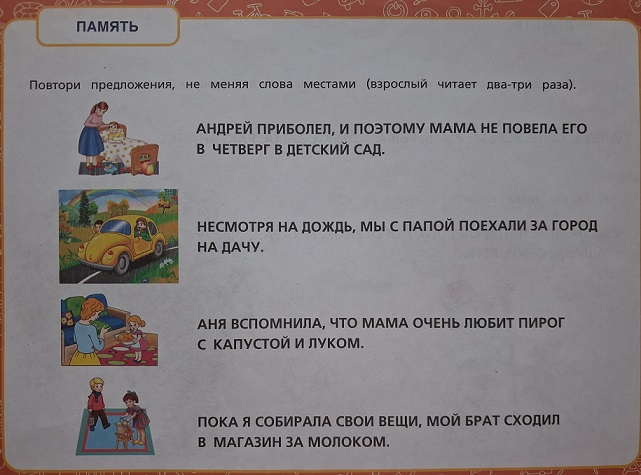 ПАМЯТЬ
Повтори предложения, не меняя слова местами (взрослый читает два-три раза).
АНДРЕЙ ПРИБОЛЕЛ, И ПОЭТОМУ МАМА НЕ ПОВЕЛА ЕГО
В ЧЕТВЕРГ В ДЕТСКИЙ САД.
НЕСМОТРЯ НА ДОЖДЬ, МЫ С ПАПОЙ ПОЕХАЛИ ЗА ГОРОД
НА ДАЧУ.
АНЯ ВСПОМНИЛА, ЧТО МАМА ОЧЕНЬ ЛЮБИТ ПИРОГ
С КАПУСТОЙ И ЛУКОМ.
ПОКА Я СОБИРАЛА СВОИ ВЕЩИ, МОЙ БРАТ СХОДИЛ
В МАГАЗИН ЗА МОЛОКОМ.